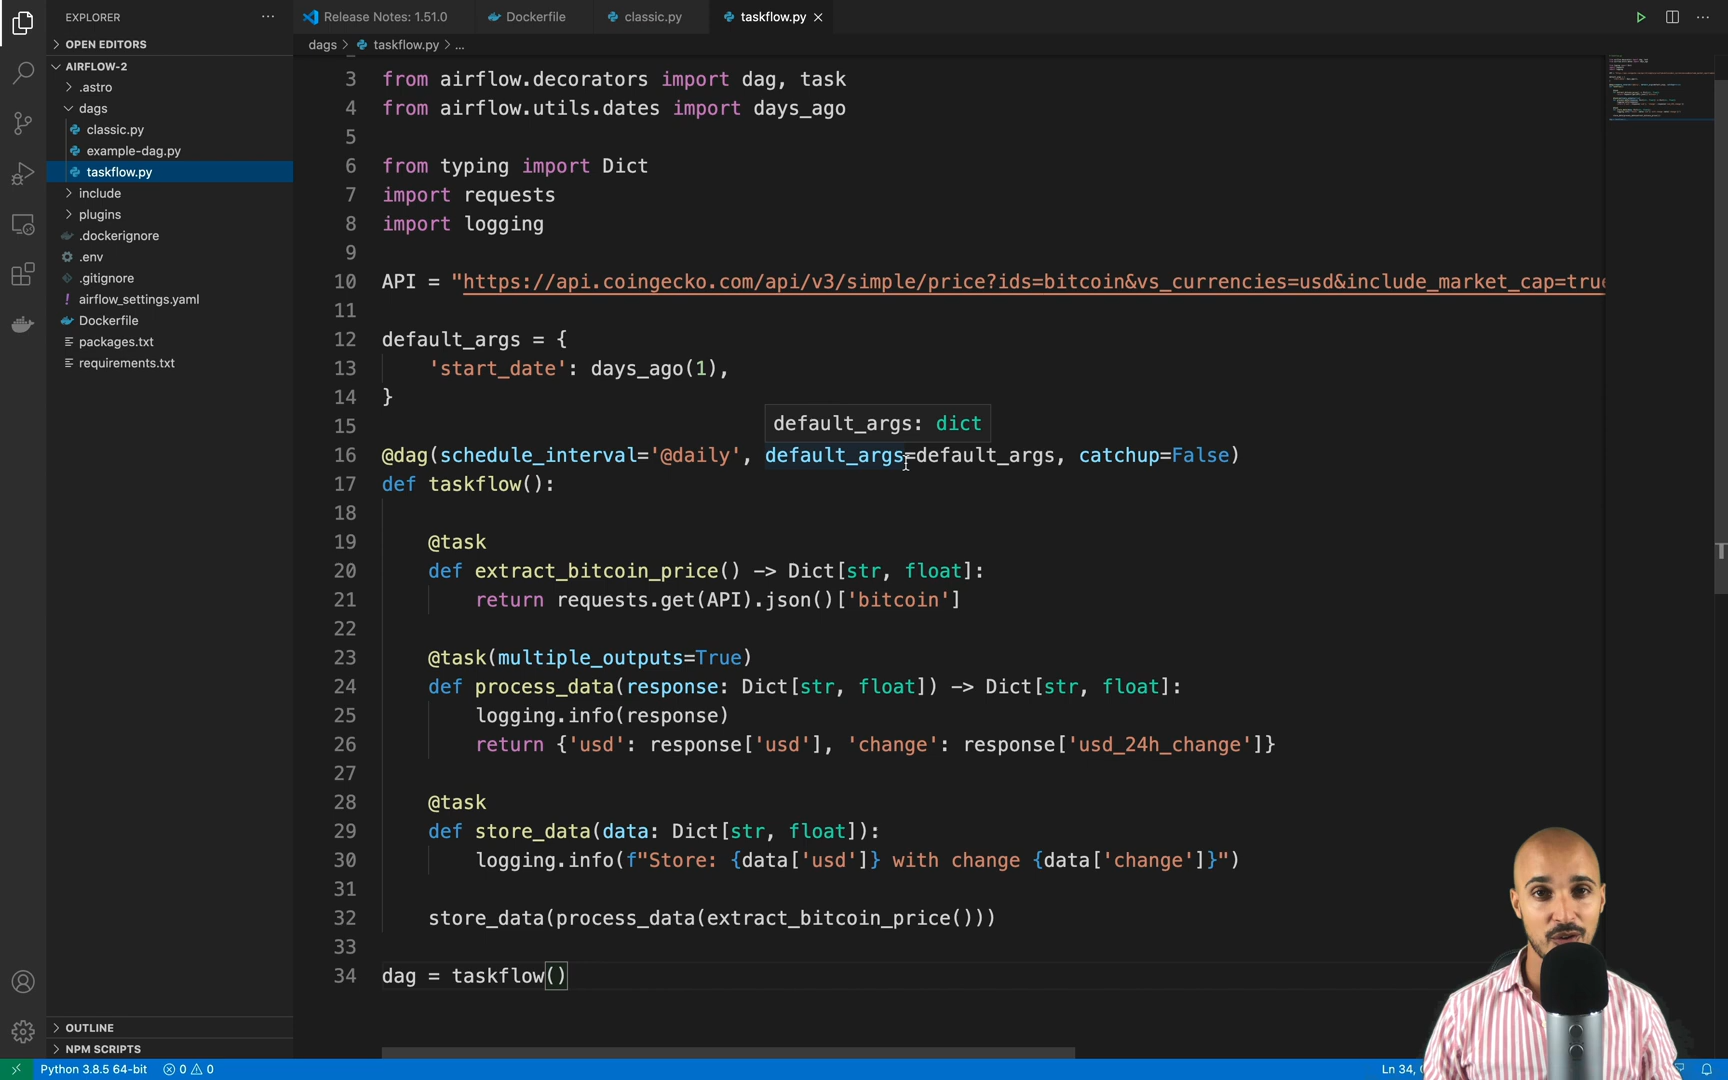 EXPLORER
OPEN EDITORS
AIRFLOW-2
.astro
dags
classic.py
example-dag.py
taskflow.py
include
plugins
.dockerignore
.env
.gitignore
airflow_settings.yaml
Dockerfile
packages.txt
requirements.txt
OUTLINE
NPM SCRIPTS
Release Notes: 1.51.0
Dockerfile
classic.py
taskflow.py
dags > taskflow.py > ...
3 from airflow.decorators import dag, task
4 from airflow.utils.dates import days_ago
5
6 from typing import Dict
7 import requests
8 import logging
9
10 API = "https://api.coingecko.com/api/v3/simple/price?ids=bitcoin&vs_currencies=usd&include_market_cap=true
11
12 default_args = {
13 'start_date': days_ago(1),
14 }
15
default_args: dict
16 @dag(schedule_interval='@daily', default_args=default_args, catchup=False)
17 def taskflow():
18
19 @task
20 def extract_bitcoin_price() -> Dict[str, float]:
21 return requests.get(API).json()['bitcoin']
22
23 @task(multiple_outputs=True)
24 def process_data(response: Dict[str, float]) -> Dict[str, float]:
25 logging.info(response)
26 return {'usd': response['usd'], 'change': response['usd_24h_change']}
27
28 @task
29 def store_data(data: Dict[str, float]):
30 logging.info(f"Store: {data['usd']} with change {data['change']}")
31
32 store_data(process_data(extract_bitcoin_price()))
33
34 dag = taskflow()
Python 3.8.5 64-bit 0 0
Ln 34,